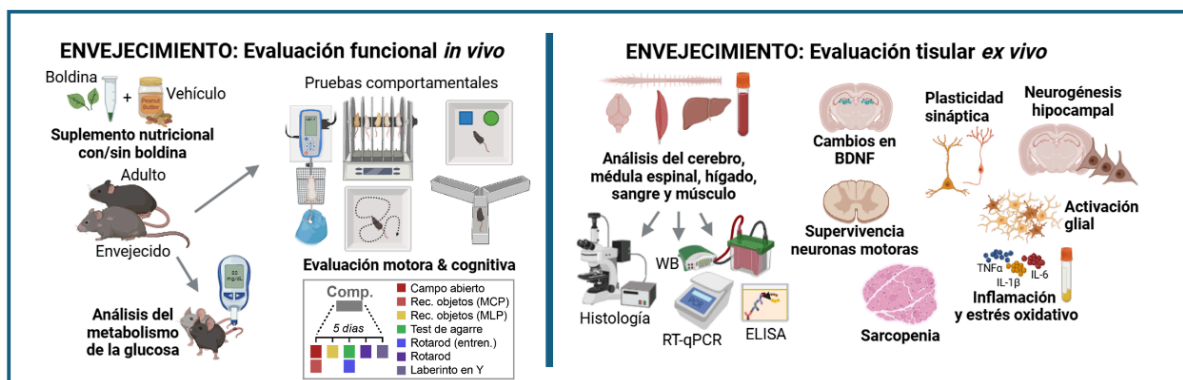 ENVEJECIMIENTO: Evaluación funcional in vivo
Boldina
+
Peanut Butter
Vehículo
Suplemento nutricional
con/sin boldina
Adulto
Envejecido
Análisis del
metabolismo
de la glucosa
Pruebas comportamentales
Evaluación motora & cognitiva
Comp.
5 días
Campo abierto
Rec. objetos (MCP)
Rec. objetos (MLP)
Test de agarre
Rotarod (entren.)
Rotarod
Laberinto en Y
ENVEJECIMIENTO: Evaluación tisular ex vivo
Análisis del cerebro,
médula espinal, hígado,
sangre y músculo
Histología
WB
PCR
RT-qPCR
ELISA
Cambios en
BDNF
Plasticidad
sináptica
Neurogénesis
hipocampal
Supervivencia
neuronas motoras
Activación
glial
Sarcopenia
TNFα
IL-1β
IL-6
Inflamación
y estrés oxidativo